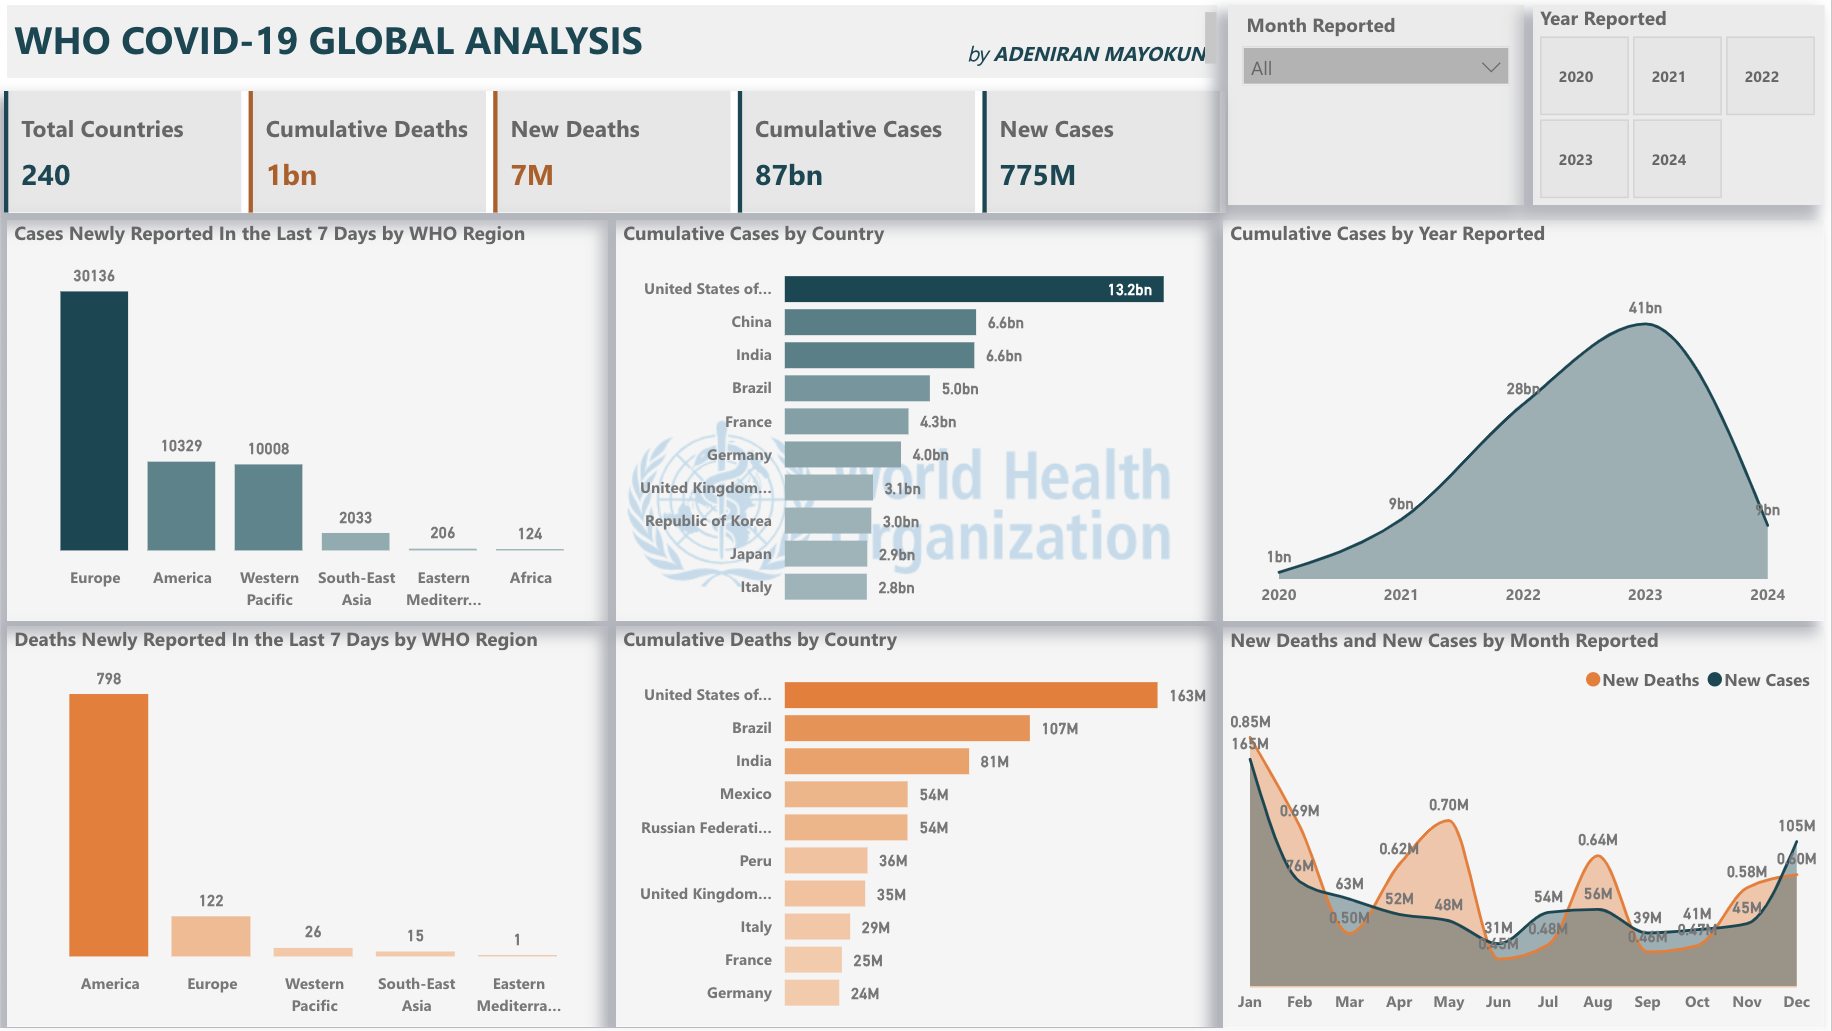 WHO COVID-19 GLOBAL ANALYSIS
by ADENIRAN MAYOKUN
Month Reported
All
Year Reported
2020
2021
2022
2023
2024
Total Countries
240
Cumulative Deaths
1bn
New Deaths
7M
Cumulative Cases
87bn
New Cases
775M
Cases Newly Reported In the Last 7 Days by WHO Region
30136
10329
10008
2033
206
124
Europe
America
Western
Pacific
South-East
Asia
Eastern
Mediterr...
Africa
Cumulative Cases by Country
United States of... 13.2bn
China 6.6bn
India 6.6bn
Brazil 5.0bn
France 4.3bn
Germany 4.0bn
United Kingdom... 3.1bn
Republic of Korea 3.0bn
Japan 2.9bn
Italy 2.8bn
World Health
Organization
Cumulative Cases by Year Reported
1bn
9bn
28bn
41bn
9bn
2020
2021
2022
2023
2024
Deaths Newly Reported In the Last 7 Days by WHO Region
798
122
26
15
1
America
Europe
Western
Pacific
South-East
Asia
Eastern
Mediterra...
Cumulative Deaths by Country
United States of... 163M
Brazil 107M
India 81M
Mexico 54M
Russian Federati... 54M
Peru 36M
United Kingdom... 35M
Italy 29M
France 25M
Germany 24M
New Deaths and New Cases by Month Reported
New Deaths New Cases
0.85M
165M
0.69M
76M
63M
0.50M
0.62M
52M
0.70M
48M
31M
0.45M
54M
0.48M
0.64M
56M
39M
0.46M
41M
0.47M
0.58M
45M
105M
0.60M
Jan Feb Mar Apr May Jun Jul Aug Sep Oct Nov Dec